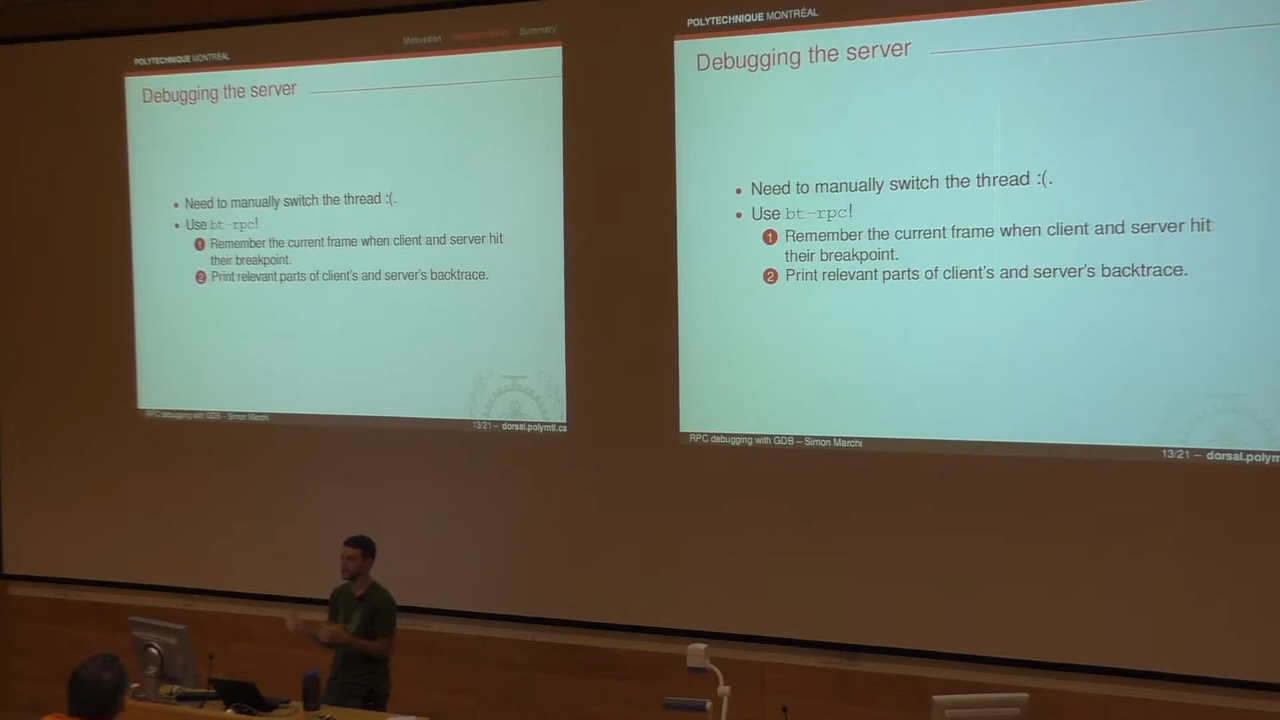 POLYTECHNIQUE MONTRÉAL
Motivation
Summary
Debugging the server
• Need to manually switch the thread :(.
• Use bt-rpc!
1 Remember the current frame when client and server hit
their breakpoint.
2 Print relevant parts of client's and server's backtrace.
RPC debugging with GDB – Simon Marchi
13/21 – dorsal.polymtl.ca
POLYTECHNIQUE MONTRÉAL
Debugging the server
• Need to manually switch the thread :(.
• Use bt-rpc!
1 Remember the current frame when client and server hit
their breakpoint.
2 Print relevant parts of client's and server's backtrace.
RPC debugging with GDB – Simon Marchi
13/21 – dorsal.polym